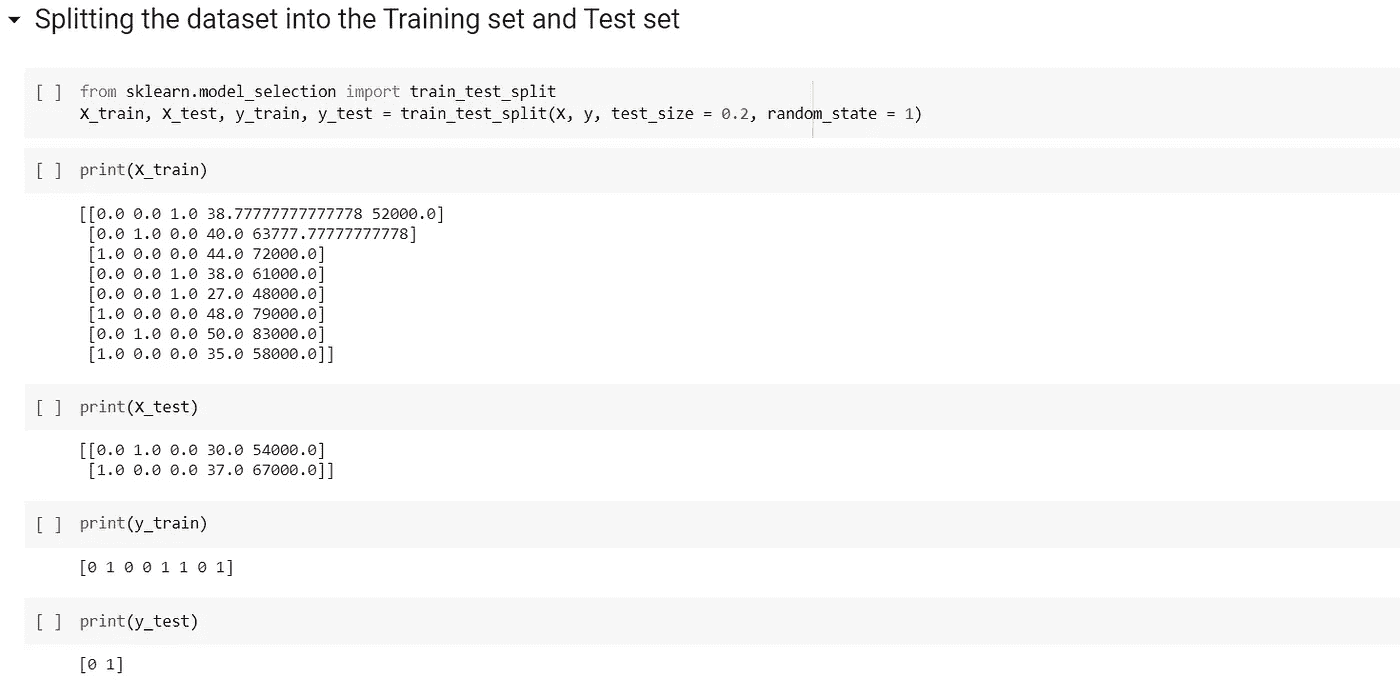 Splitting the dataset into the Training set and Test set
[ ] from sklearn.model_selection import train_test_split
X_train, X_test, y_train, y_test = train_test_split(X, y, test_size = 0.2, random_state = 1)
[ ] print(X_train)
[[0.0 0.0 1.0 38.77777777777778 52000.0]
[0.0 1.0 0.0 40.0 63777.77777777778]
[1.0 0.0 0.0 44.0 72000.0]
[0.0 0.0 1.0 38.0 61000.0]
[0.0 0.0 1.0 27.0 48000.0]
[1.0 0.0 0.0 48.0 79000.0]
[0.0 1.0 0.0 50.0 83000.0]
[1.0 0.0 0.0 35.0 58000.0]]
[ ] print(X_test)
[[0.0 1.0 0.0 30.0 54000.0]
[1.0 0.0 0.0 37.0 67000.0]]
[ ] print(y_train)
[0 1 0 0 1 1 0 1]
[ ] print(y_test)
[0 1]